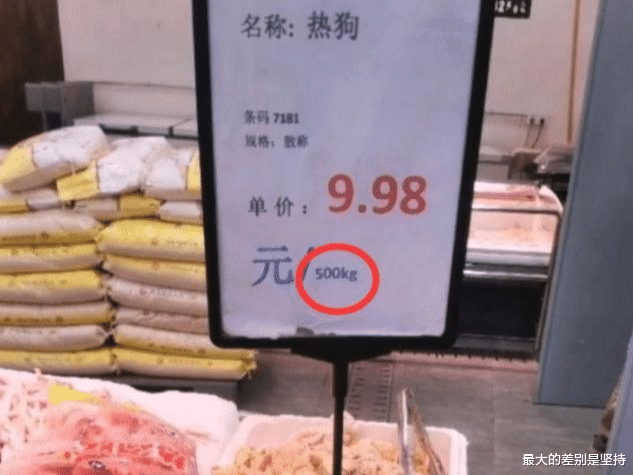 名称: 热狗
条码 7181
规格: 散称
单价: 9.98
元/500kg
最大的差别是坚持